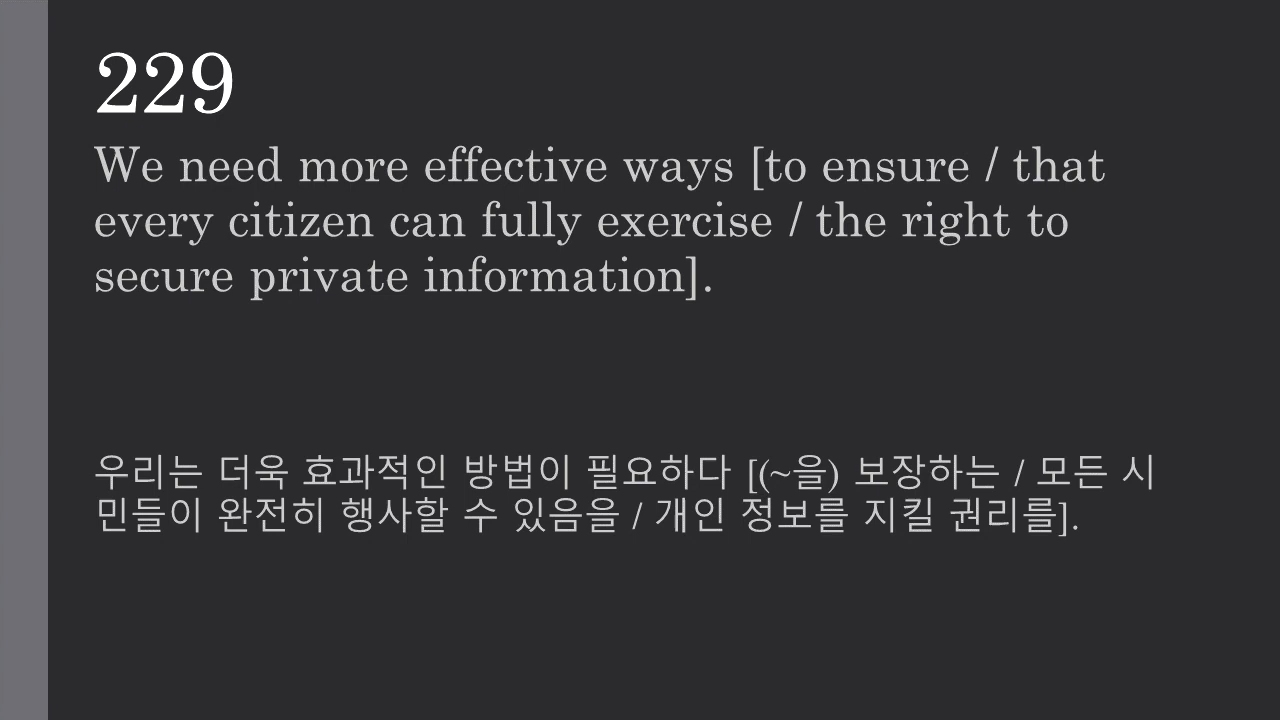 229
We need more effective ways [to ensure / that
every citizen can fully exercise / the right to
secure private information].
우리는 더욱 효과적인 방법이 필요하다 [(~을) 보장하는 / 모든 시
민들이 완전히 행사할 수 있음을 / 개인 정보를 지킬 권리를].